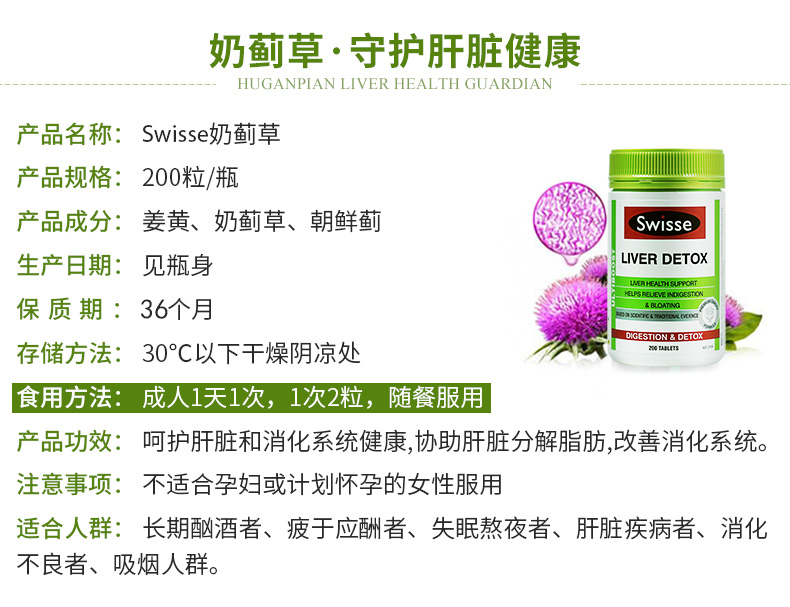 奶蓟草·守护肝脏健康
HUGANPIAN LIVER HEALTH GUARDIAN
产品名称： Swisse奶蓟草
产品规格： 200粒/瓶
产品成分： 姜黄、奶蓟草、朝鲜蓟
生产日期： 见瓶身
保 质 期 ： 36个月
存储方法： 30℃以下干燥阴凉处
食用方法： 成人1天1次，1次2粒，随餐服用
产品功效： 呵护肝脏和消化系统健康,协助肝脏分解脂肪,改善消化系统。
注意事项： 不适合孕妇或计划怀孕的女性服用
适合人群： 长期酗酒者、疲于应酬者、失眠熬夜者、肝脏疾病者、消化
不良者、吸烟人群。
Swisse
LIVER DETOX
LIVER HEALTH SUPPORT
HELPS RELIEVE INDIGESTION
& BLOATING
BASED ON SCIENTIFIC & TRADITIONAL EVIDENCE
DIGESTION & DETOX
200 TABLETS